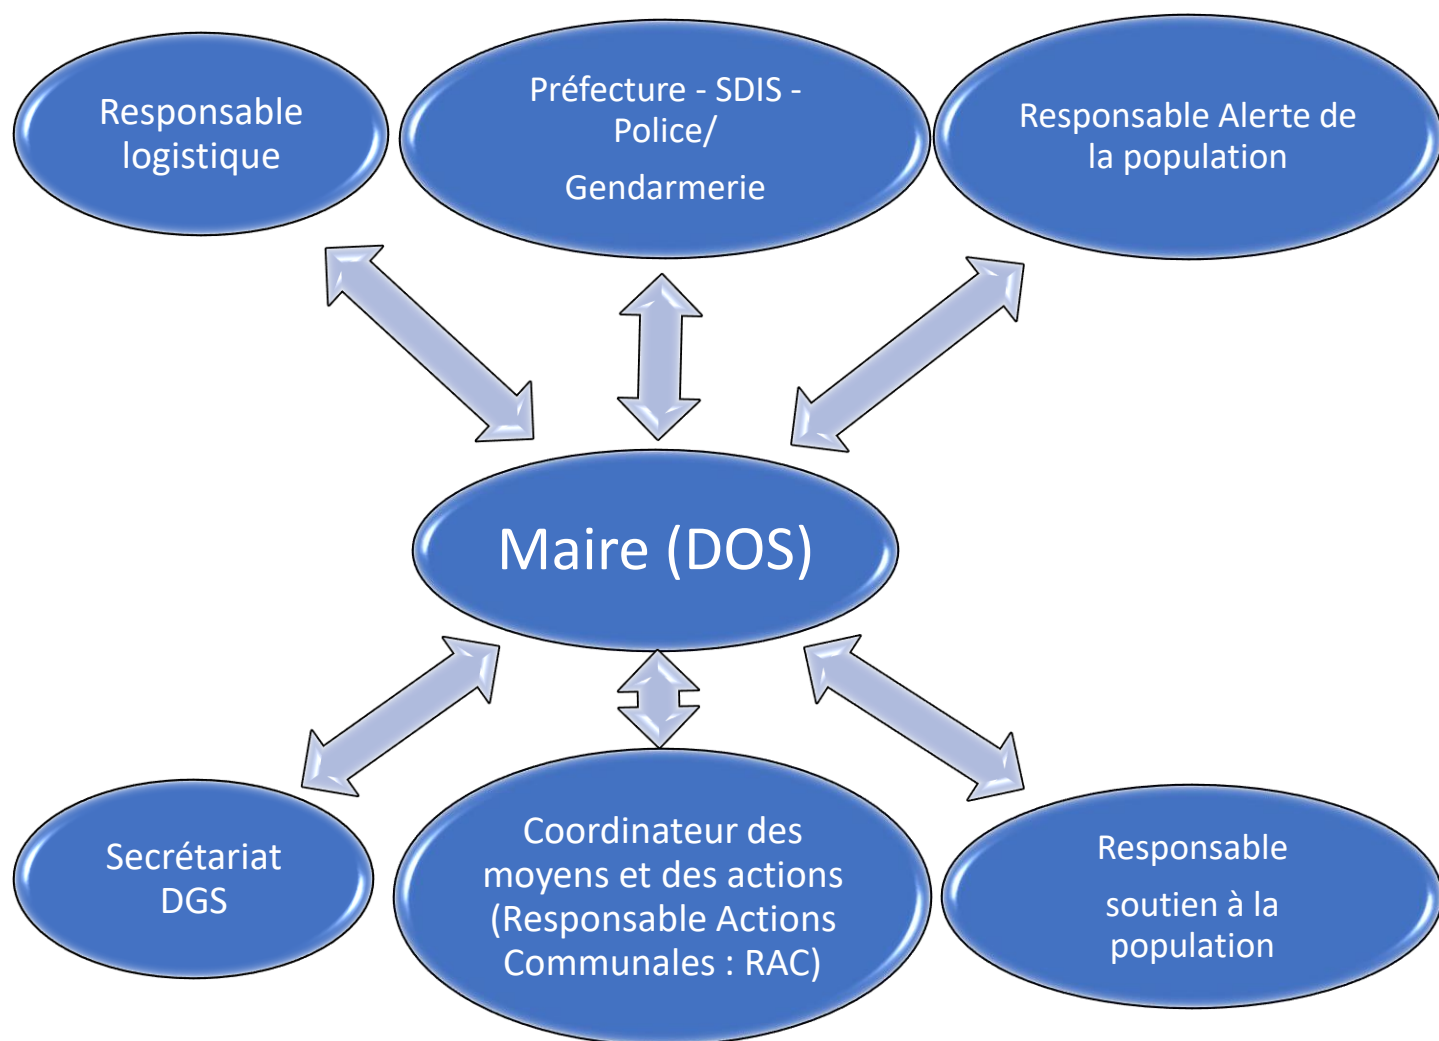 Responsable
logistique
Préfecture - SDIS -
Police/
Gendarmerie
Responsable Alerte de
la population
Maire (DOS)
Secrétariat
DGS
Coordinateur des
moyens et des actions
(Responsable Actions
Communales : RAC)
Responsable
soutien à la
population